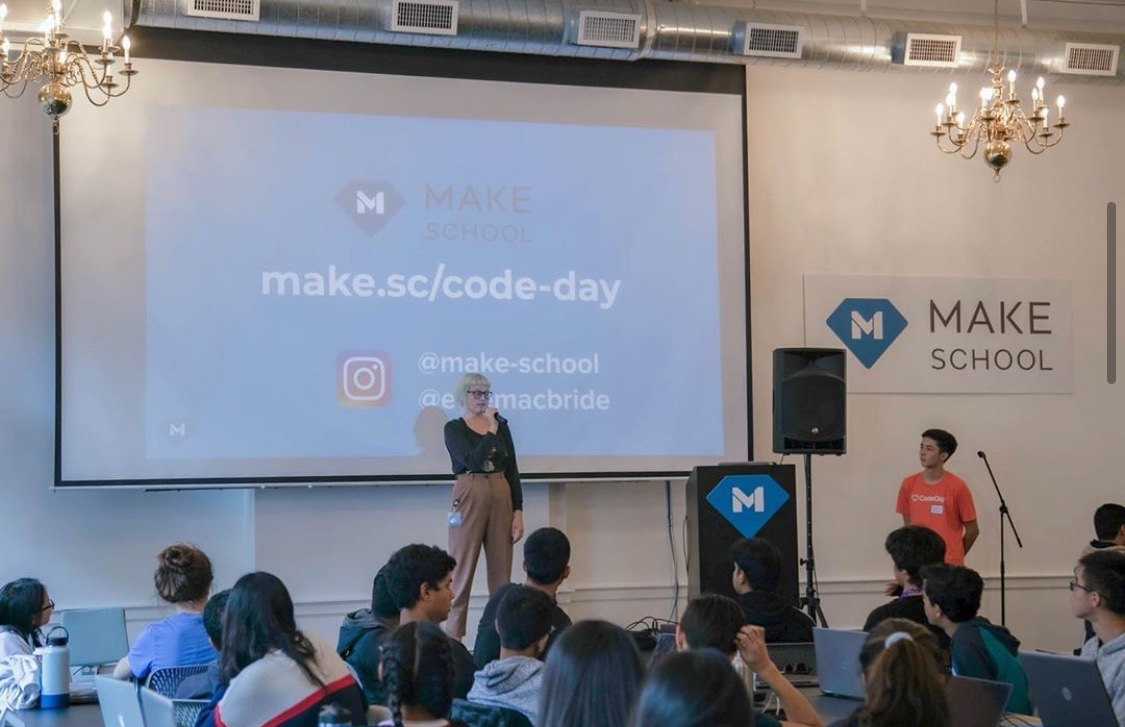 M MAKE
SCHOOL
make.sc/code-day
@make-school
M
M MAKE
SCHOOL
M
CodeDay